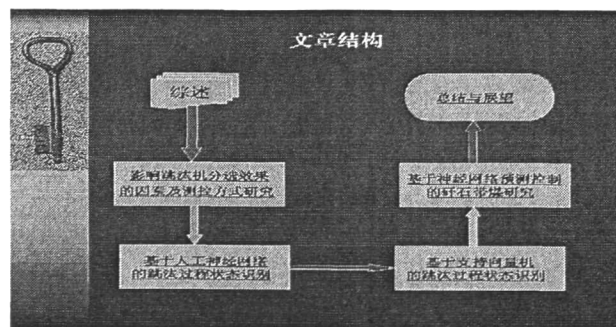 文章结构
综述
影响跳汰机分选效果
的因素及测控方式研究
基于人工神经网络
的跳汰过程状态识别
基于支持向量机
的跳汰过程状态识别
基于神经网络预测控制
的矸石带煤研究
总结与展望